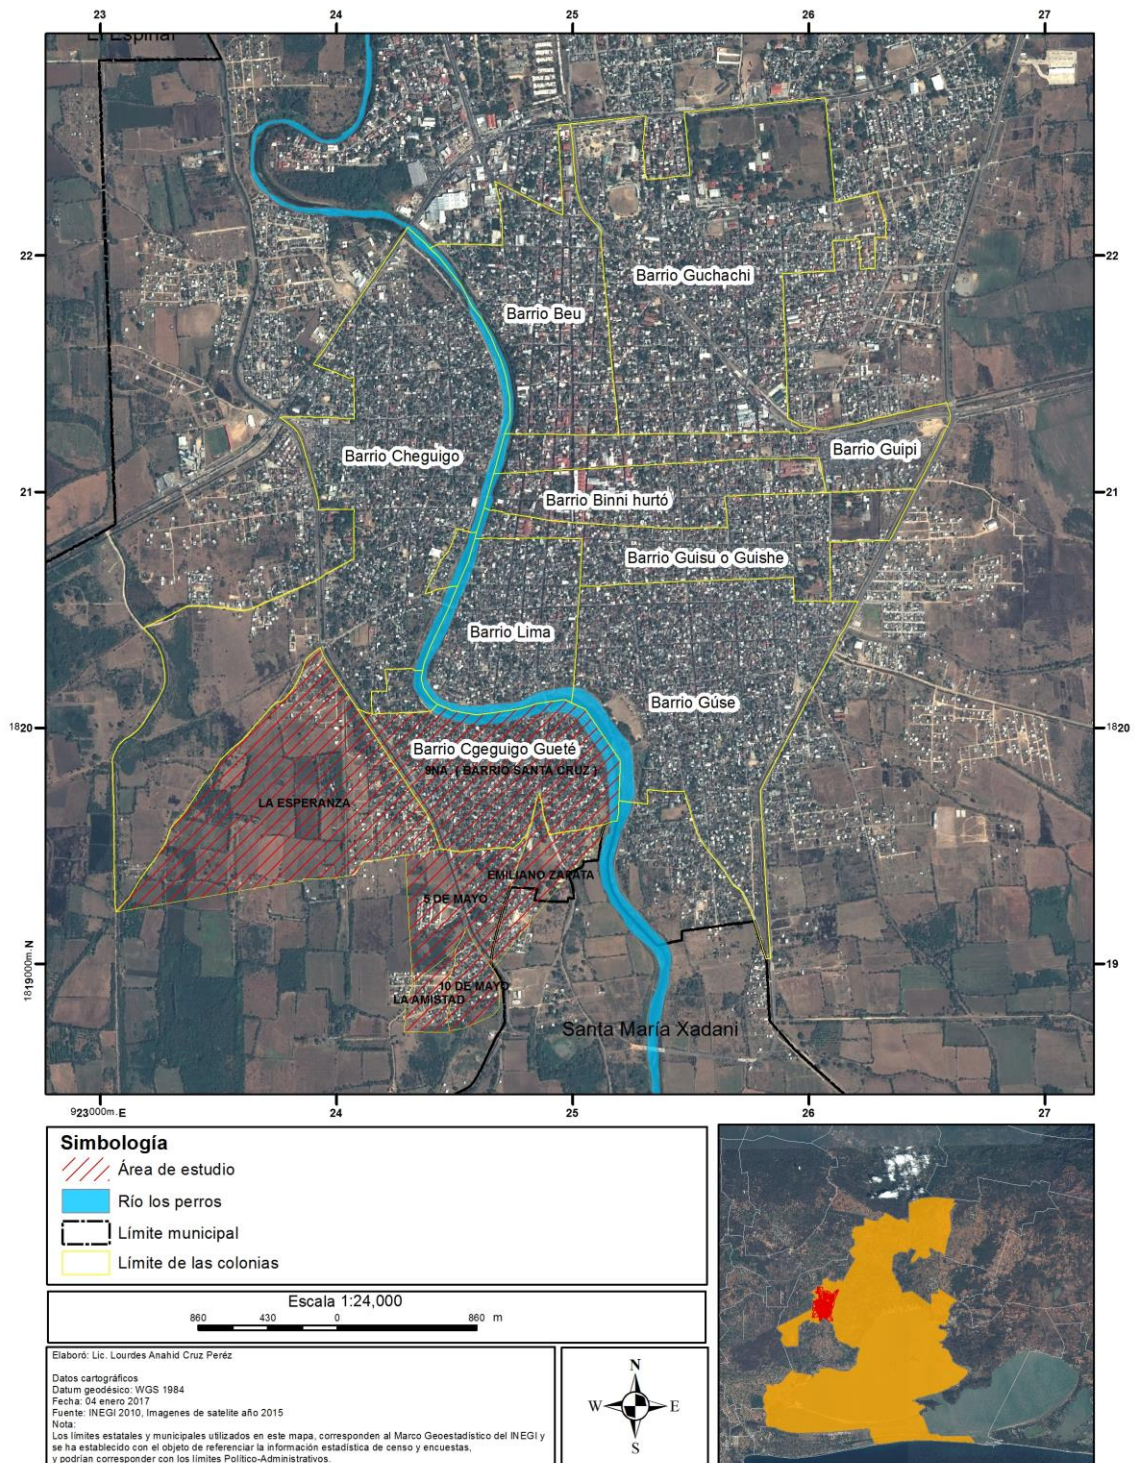 23 24 25 26 27
El Espinal
22 22
Barrio Guchachi
Barrio Beu
Barrio Cheguigo
Barrio Guipi
21 21
Barrio Binni hurtó
Barrio Guisu o Guishe
Barrio Lima
Barrio Gúse
1820 1820
Barrio Cgeguigo Gueté
9NA ( BARRIO SANTA CRUZ )
LA ESPERANZA
EMILIANO ZAPATA
5 DE MAYO
1819000m.N 19
10 DE MAYO
LA AMISTAD
Santa María Xadani
923000m.E 24 25 26 27
Simbología
Área de estudio
Río los perros
Límite municipal
Límite de las colonias
Escala 1:24,000
860 430 0 860 m
Elaboró: Lic. Lourdes Anahid Cruz Peréz
Datos cartográficos
Datum geodésico: WGS 1984
Fecha: 04 enero 2017
Fuente: INEGI 2010, Imagenes de satelite año 2015
Nota:
Los límites estatales y municipales utilizados en este mapa, corresponden al Marco Geoestadístico del INEGI y
se ha establecido con el objeto de referenciar la información estadística de censo y encuestas,
y podrían corresponder con los límites Político-Administrativos.
N
W E
S